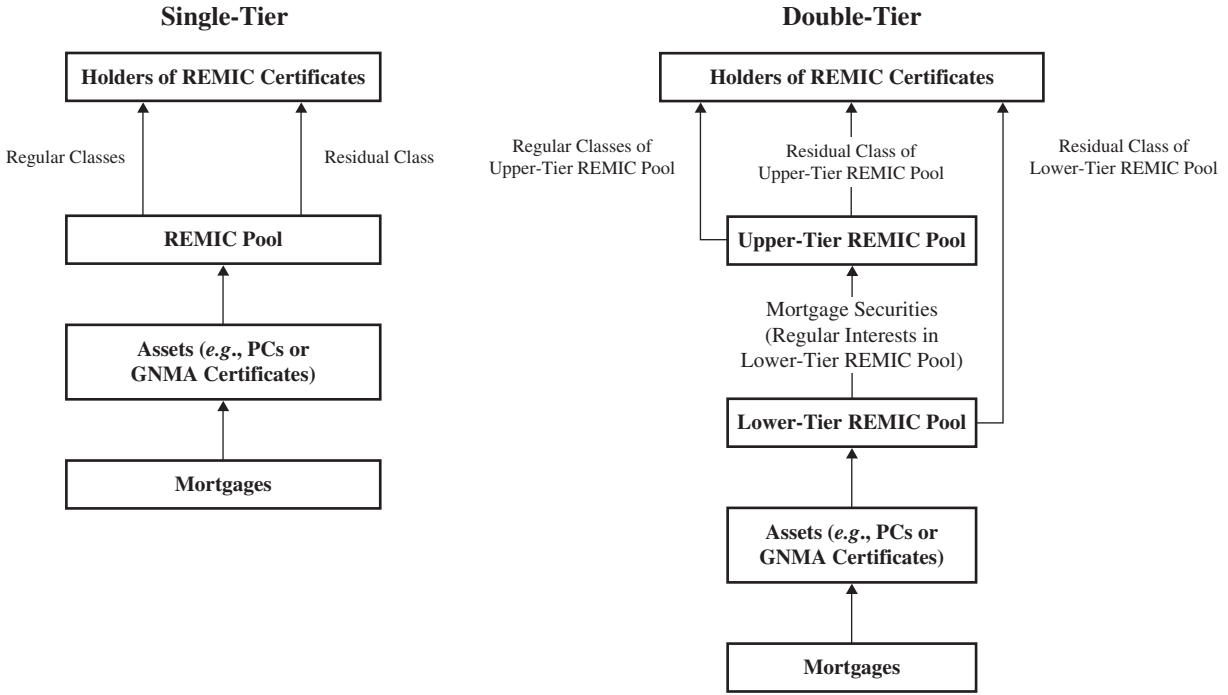 Single-Tier
Holders of REMIC Certificates
Regular Classes
Residual Class
REMIC Pool
Assets (e.g., PCs or
GNMA Certificates)
Mortgages
Double-Tier
Holders of REMIC Certificates
Regular Classes of
Upper-Tier REMIC Pool
Residual Class of
Upper-Tier REMIC Pool
Residual Class of
Lower-Tier REMIC Pool
Upper-Tier REMIC Pool
Mortgage Securities
(Regular Interests in
Lower-Tier REMIC Pool)
Lower-Tier REMIC Pool
Assets (e.g., PCs or
GNMA Certificates)
Mortgages